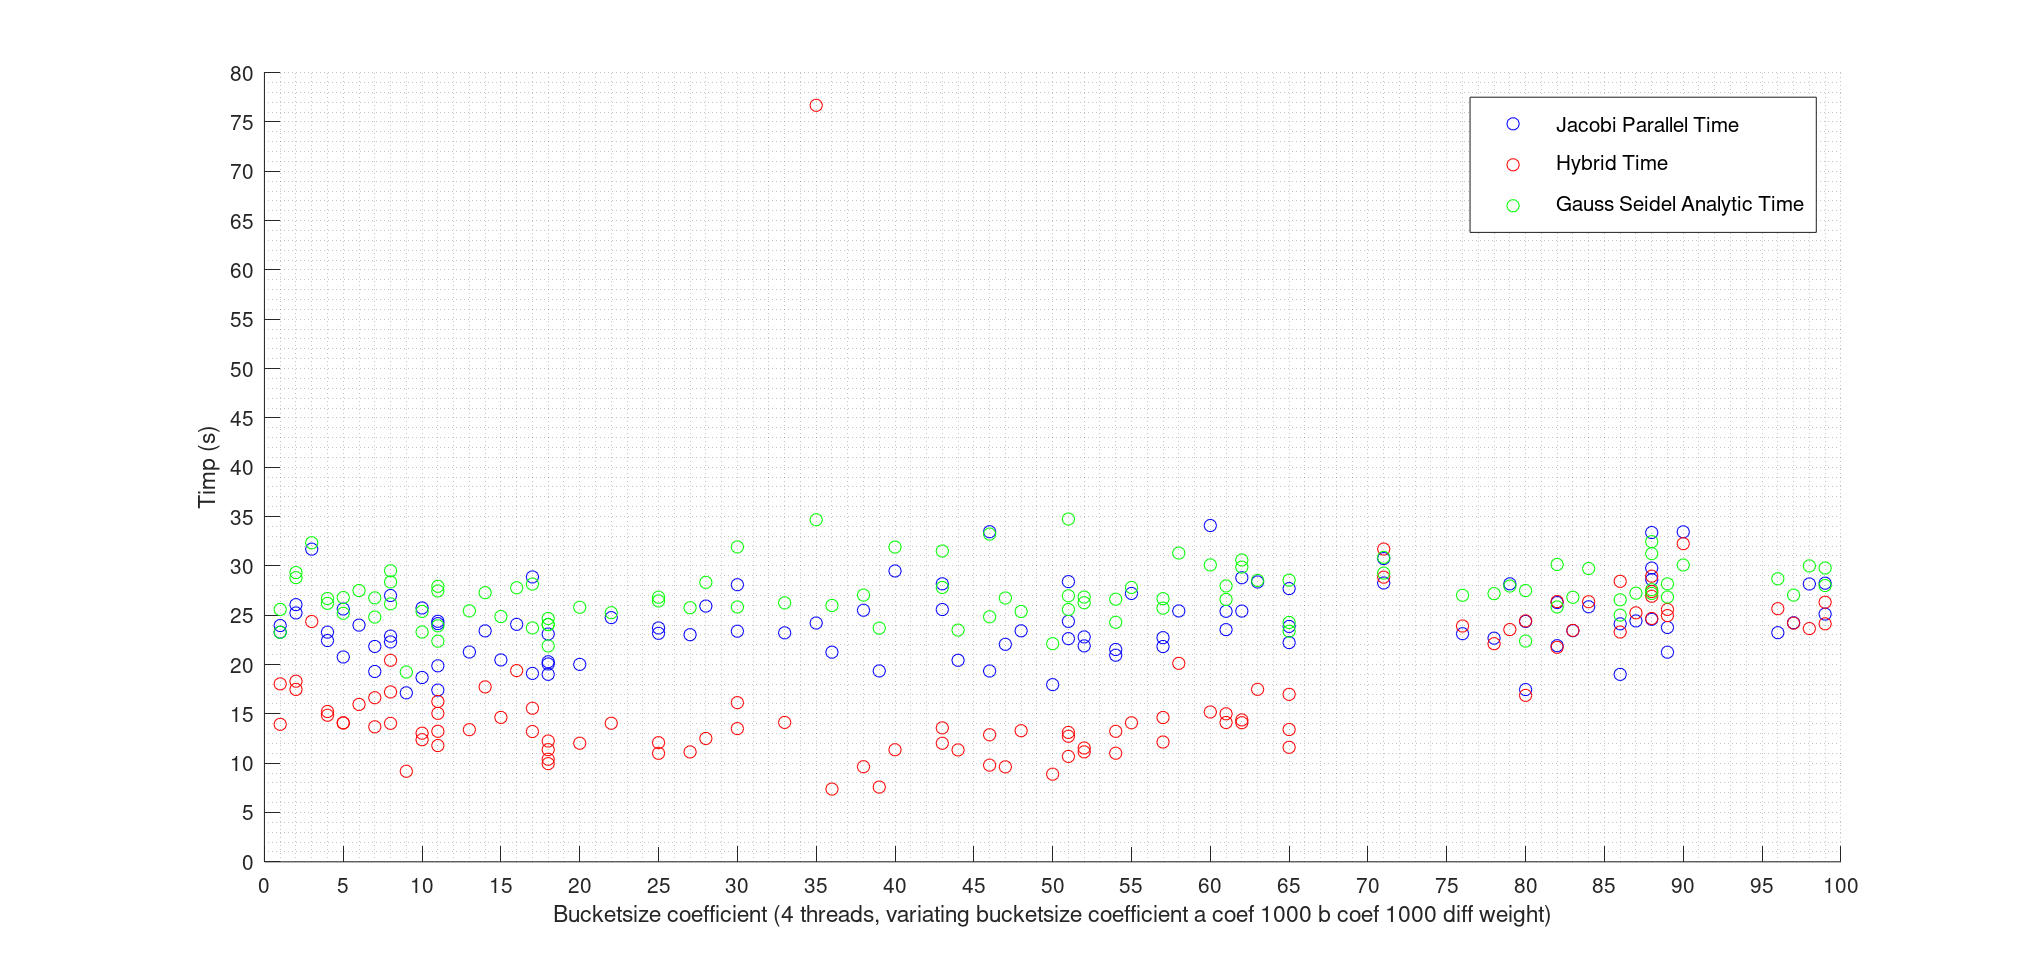 80
75
70
65
60
55
50
45
40
35
30
25
20
15
10
5
0
Timp (s)
Jacobi Parallel Time
Hybrid Time
Gauss Seidel Analytic Time
0 5 10 15 20 25 30 35 40 45 50 55 60 65 70 75 80 85 90 95 100
Bucketsize coefficient (4 threads, variating bucketsize coefficient a coef 1000 b coef 1000 diff weight)